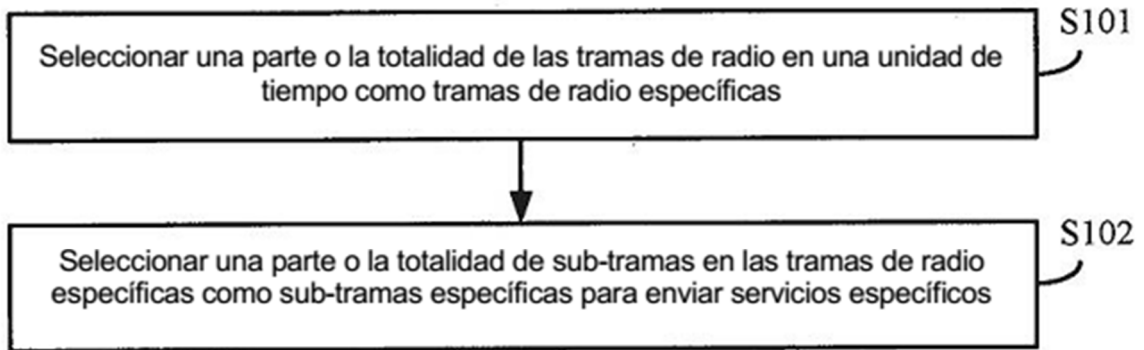 S101
Seleccionar una parte o la totalidad de las tramas de radio en una unidad de
tiempo como tramas de radio específicas
S102
Seleccionar una parte o la totalidad de sub-tramas en las tramas de radio
específicas como sub-tramas específicas para enviar servicios específicos